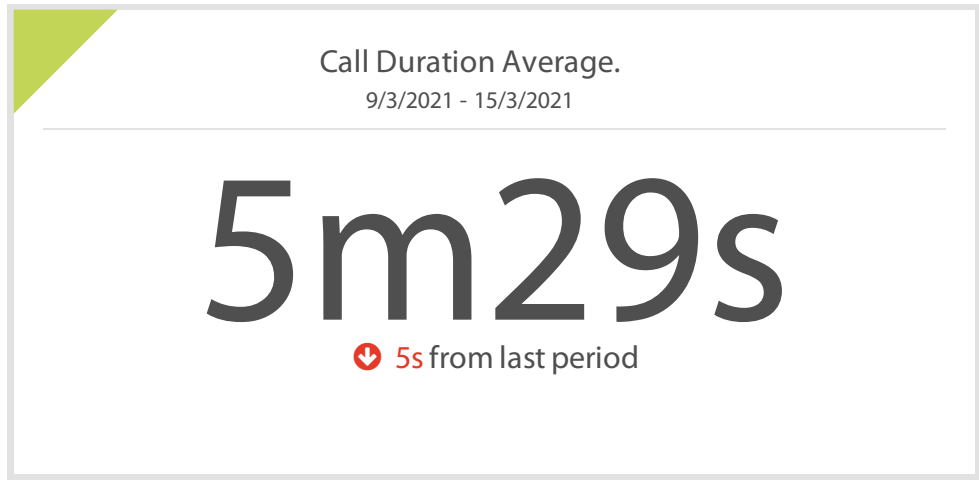 Call Duration Average.
9/3/2021 - 15/3/2021
5m29s
5s from last period